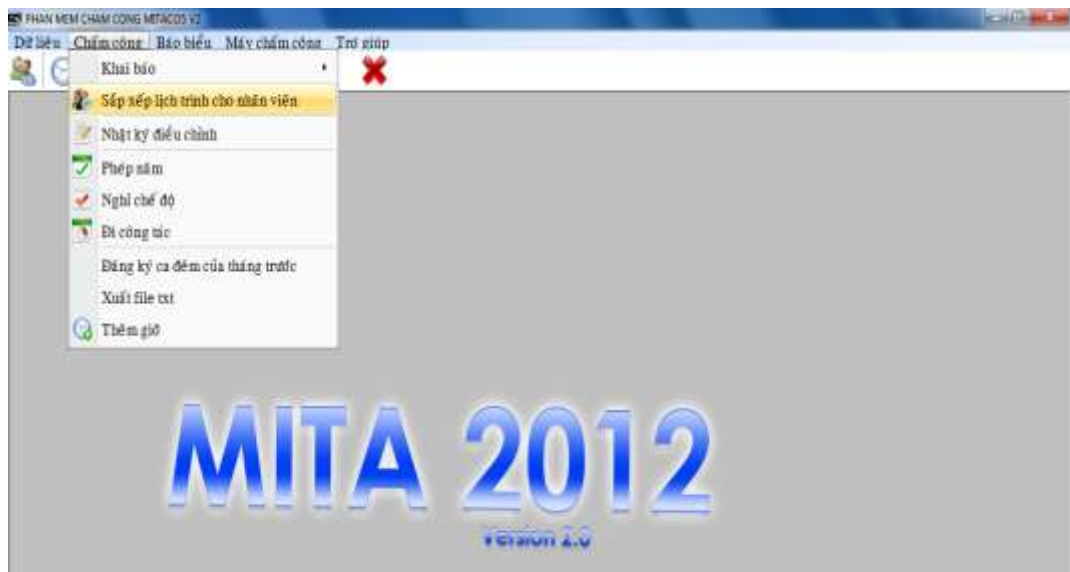 PHAN MEM CHAM CONG MITACOS V2
Dữ liệu Chấm công Báo biểu Máy chấm công Trợ giúp
Khai báo
Sắp xếp lịch trình cho nhân viên
Nhật ký điều chỉnh
Phép năm
Nghỉ chế độ
Đi công tác
Đăng ký ca đêm của tháng trước
Xuất file txt
Thêm giờ
MITA 2012
Version 2.0